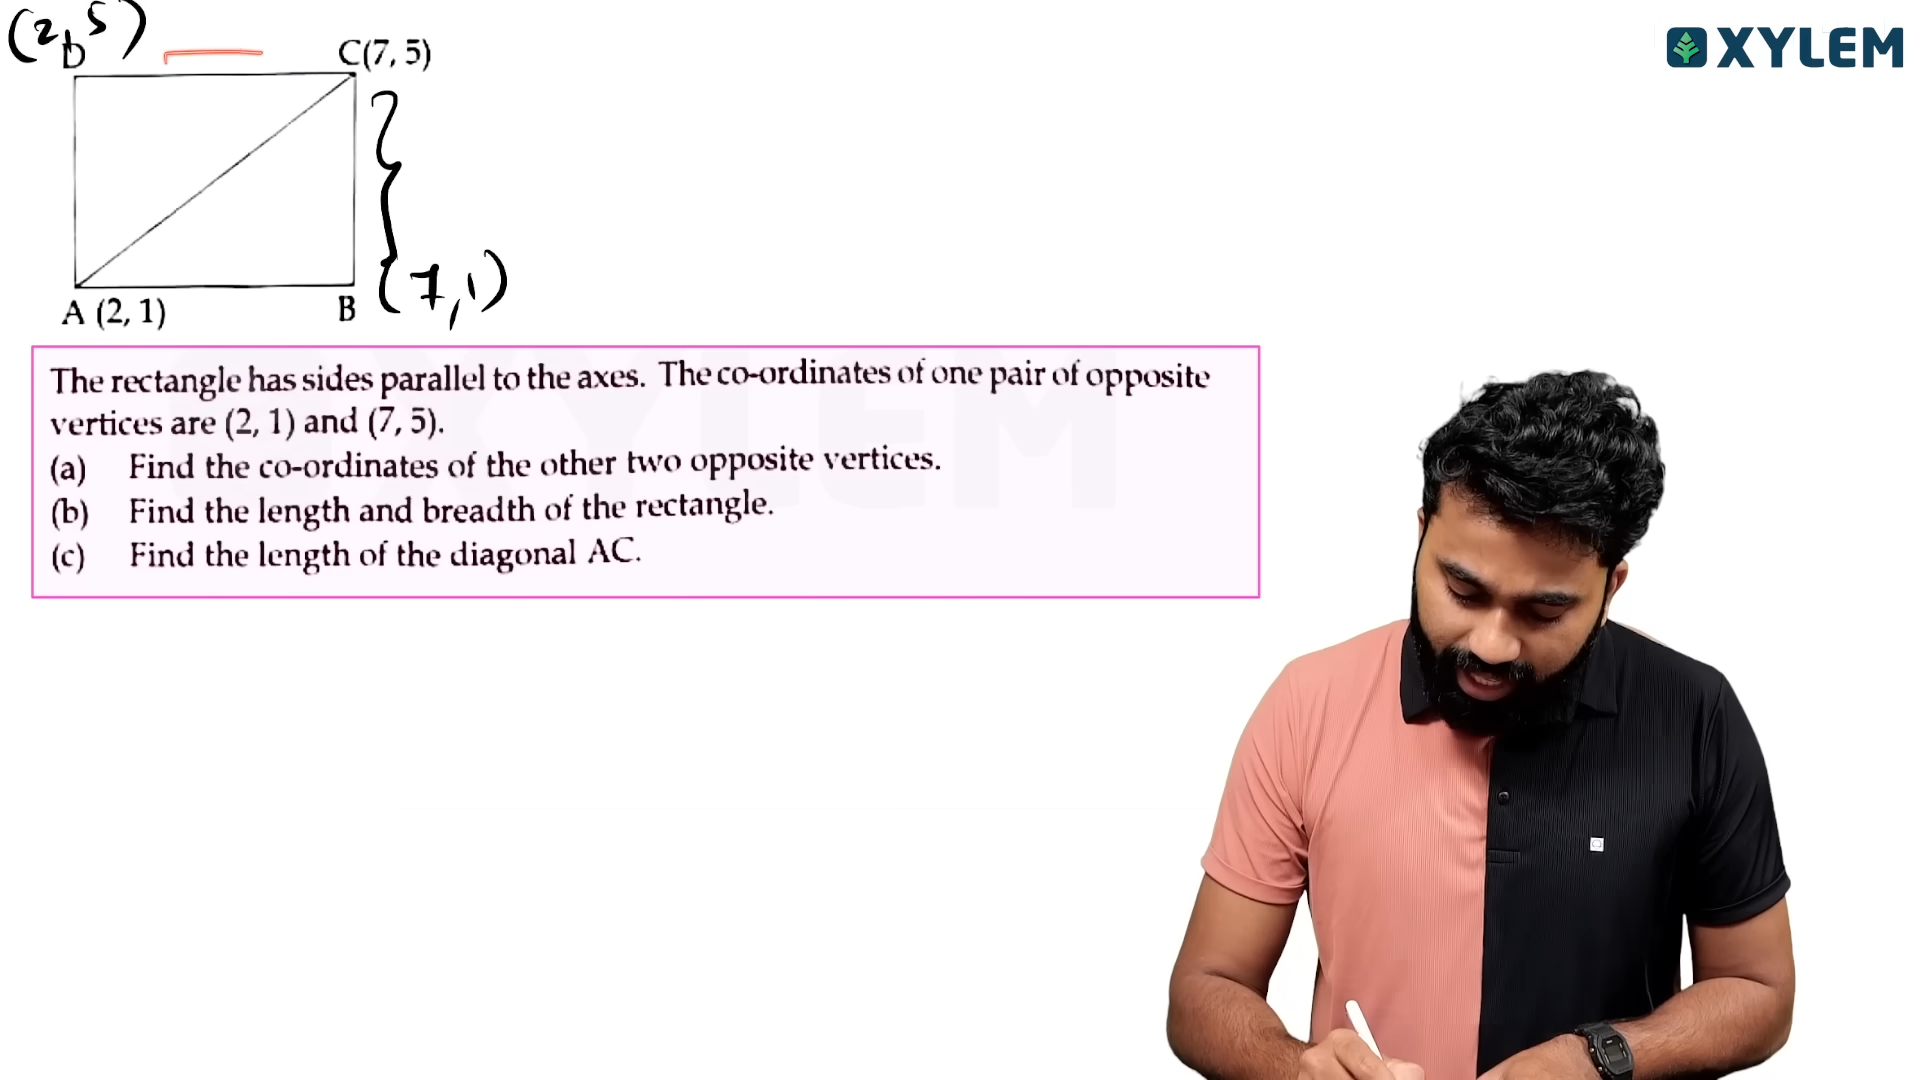 (2, 5)
D
C(7, 5)
XYLEM
(7,1)
A (2, 1)
B
The rectangle has sides parallel to the axes. The co-ordinates of one pair of opposite
vertices are (2, 1) and (7, 5).
(a) Find the co-ordinates of the other two opposite vertices.
(b) Find the length and breadth of the rectangle.
(c) Find the length of the diagonal AC.